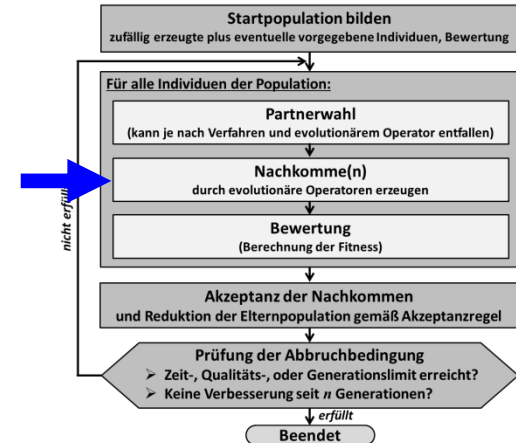 Startpopulation bilden
zufällig erzeugte plus eventuelle vorgegebene Individuen, Bewertung
Für alle Individuen der Population:
Partnerwahl
(kann je nach Verfahren und evolutionärem Operator entfallen)
Nachkomme(n)
durch evolutionäre Operatoren erzeugen
Bewertung
(Berechnung der Fitness)
nicht erfüllt
Akzeptanz der Nachkommen
und Reduktion der Elternpopulation gemäß Akzeptanzregel
Prüfung der Abbruchbedingung
➢ Zeit-, Qualitäts-, oder Generationslimit erreicht?
➢ Keine Verbesserung seit n Generationen?
erfüllt
Beendet